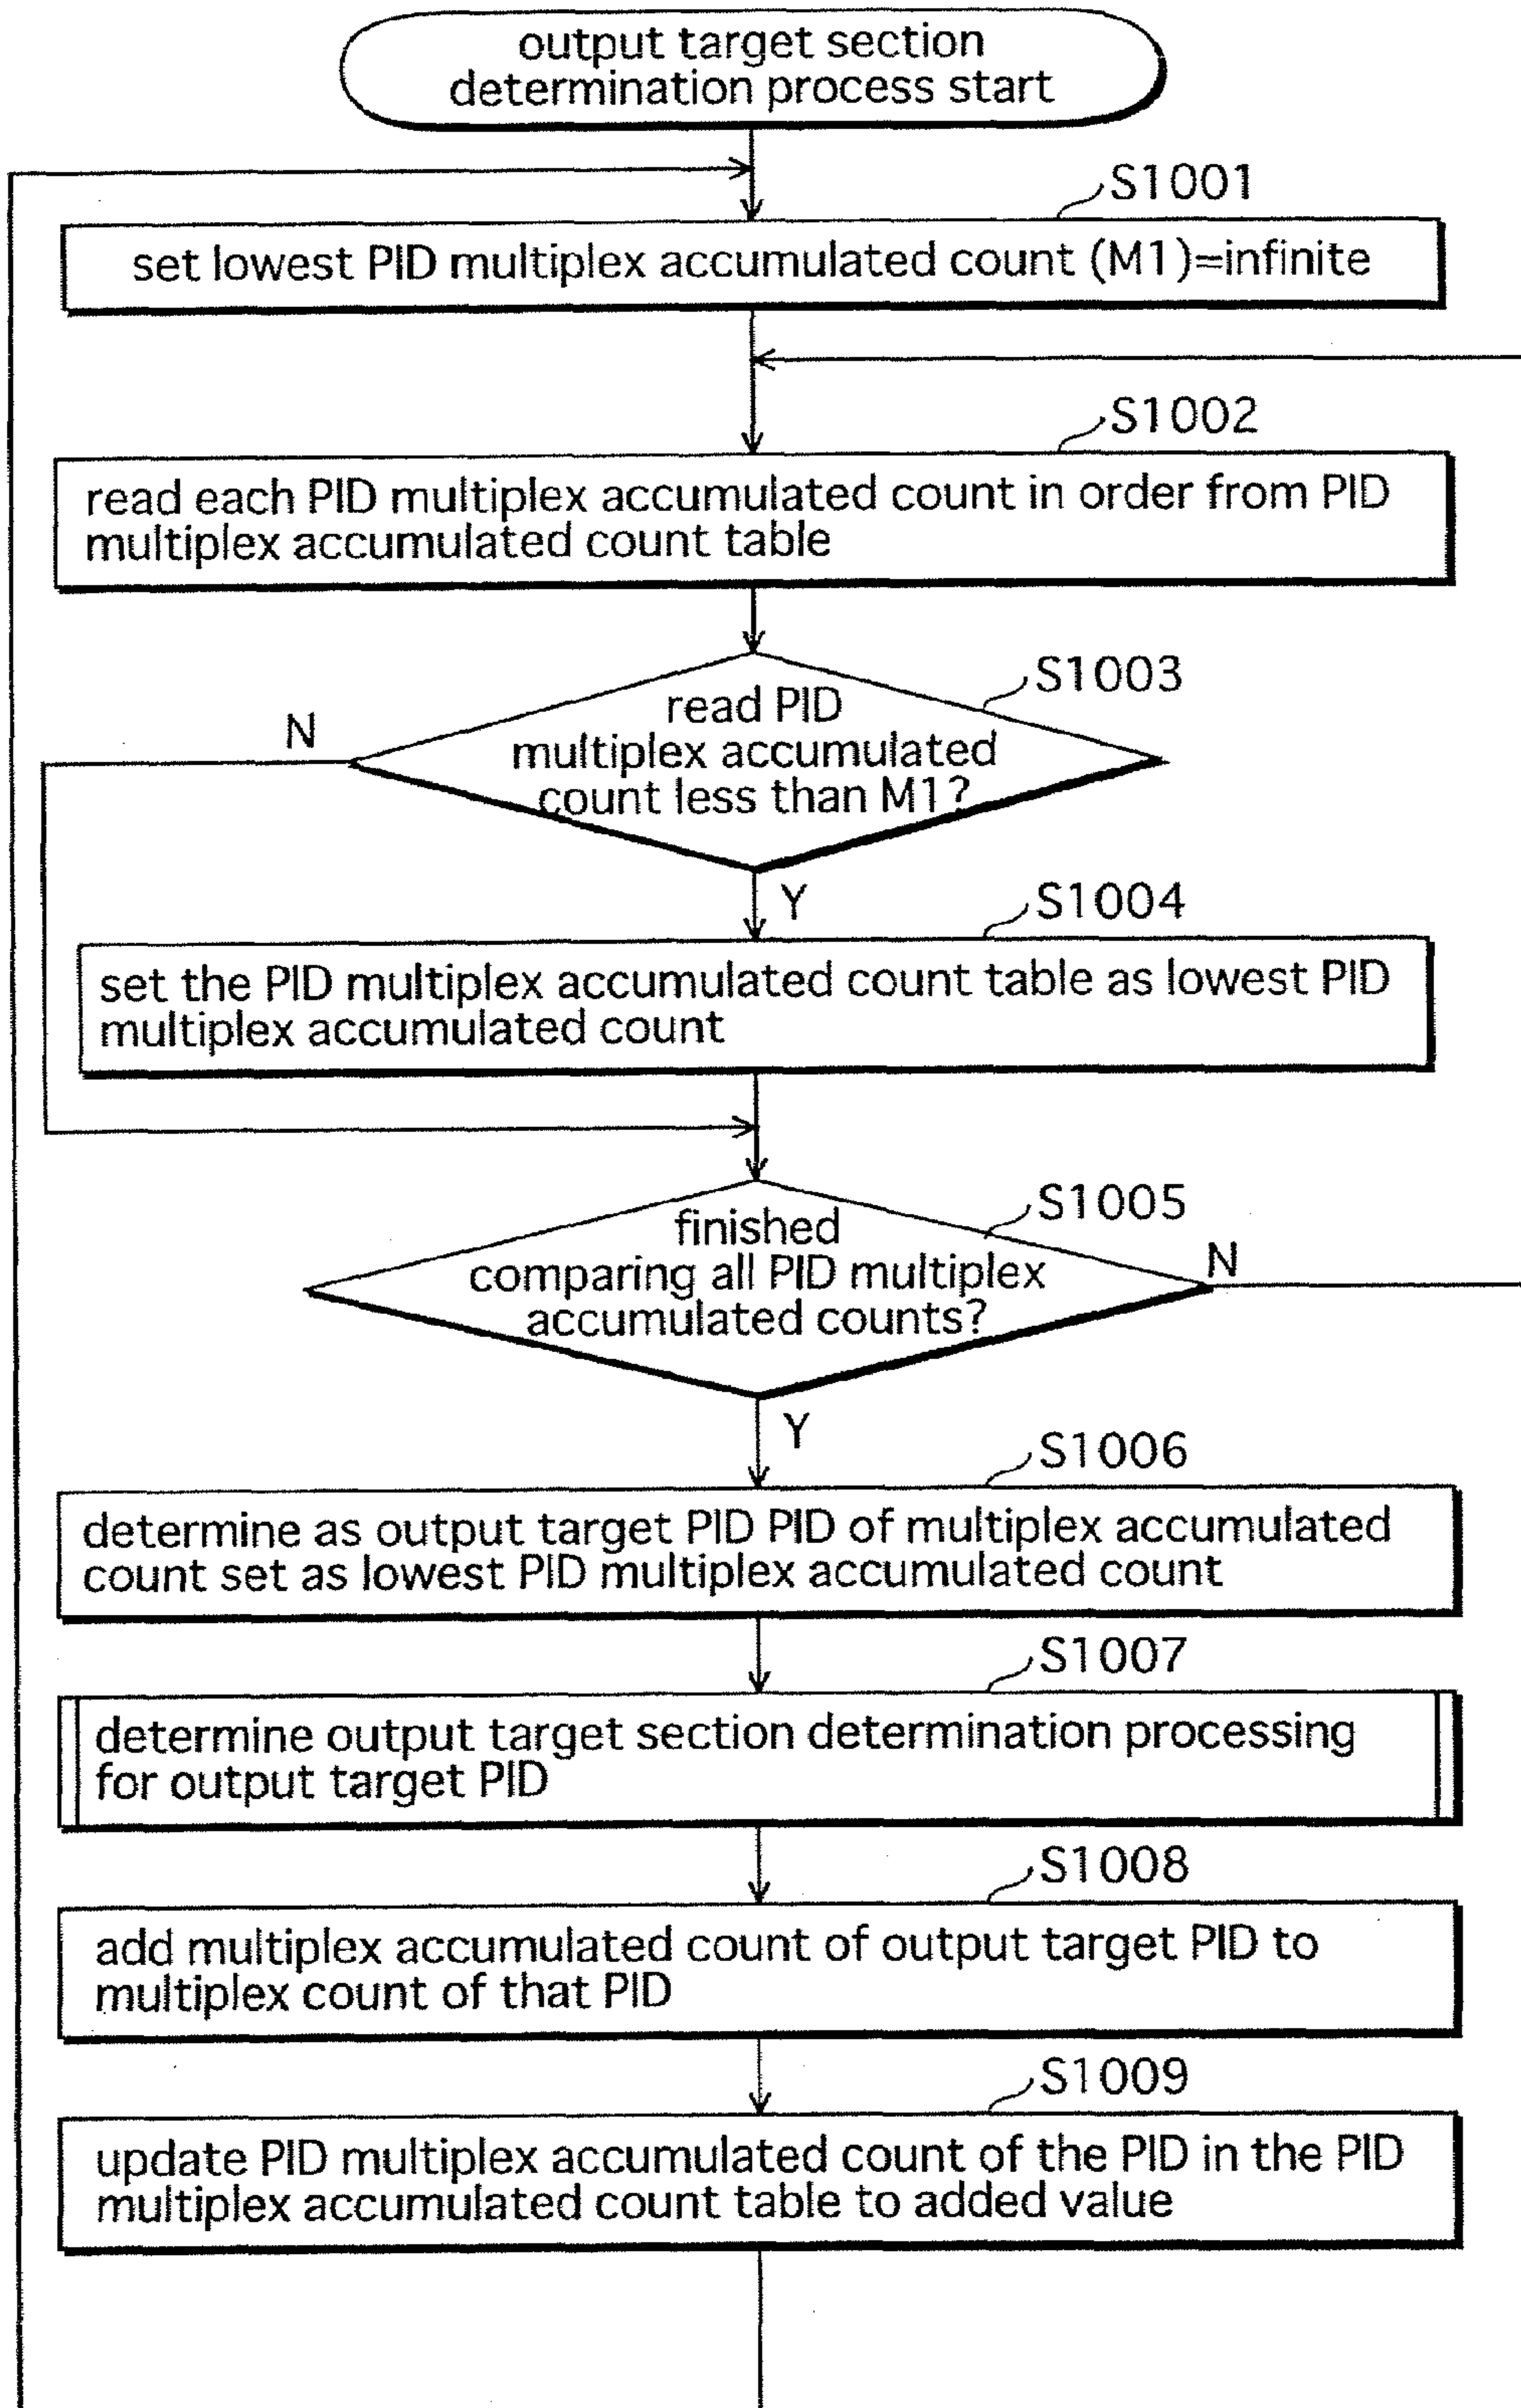 output target section
determination process start
S1001
set lowest PID multiplex accumulated count (M1)=infinite
S1002
read each PID multiplex accumulated count in order from PID
multiplex accumulated count table
S1003
N
read PID
multiplex accumulated
count less than M1?
Y
S1004
set the PID multiplex accumulated count table as lowest PID
multiplex accumulated count
S1005
finished
comparing all PID multiplex
accumulated counts?
N
Y
S1006
determine as output target PID PID of multiplex accumulated
count set as lowest PID multiplex accumulated count
S1007
determine output target section determination processing
for output target PID
S1008
add multiplex accumulated count of output target PID to
multiplex count of that PID
S1009
update PID multiplex accumulated count of the PID in the PID
multiplex accumulated count table to added value